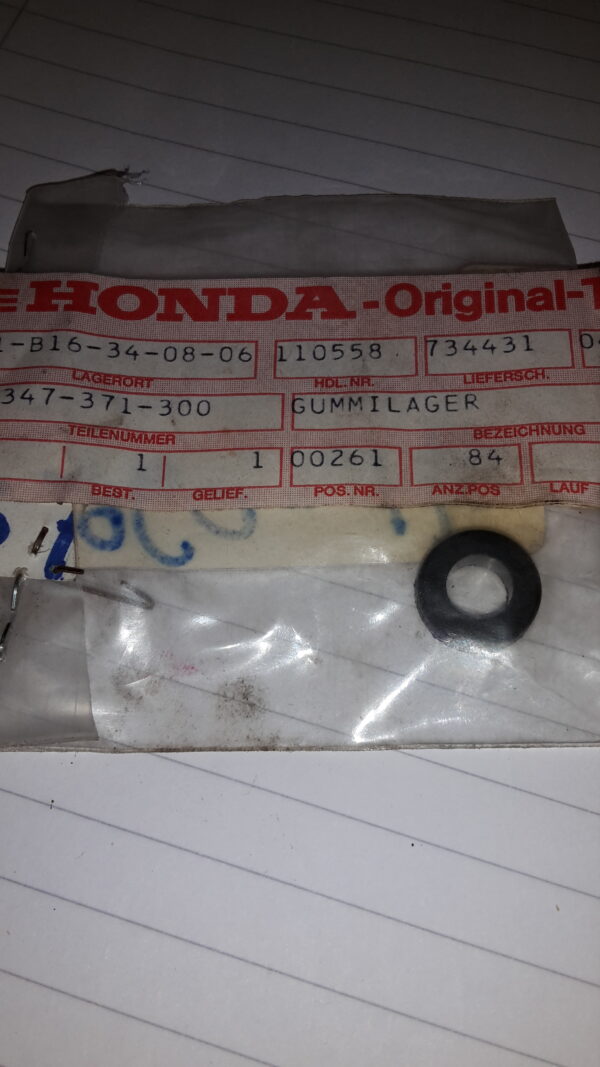 HONDA - Original-
-B16-34-08-06 110558 734431
LAGERORT HDL. NR. LIEFERSCH.
347-371-300 GUMMILAGER
TEILENUMMER BEZEICHNUNG
1 1 00261 84
BEST. GELIEF. POS. NR. ANZ.POS LAUF